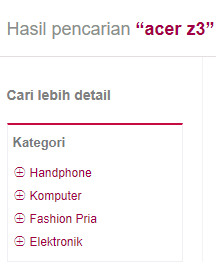 Hasil pencarian “acer z3”
Cari lebih detail
Kategori
Handphone
Komputer
Fashion Pria
Elektronik